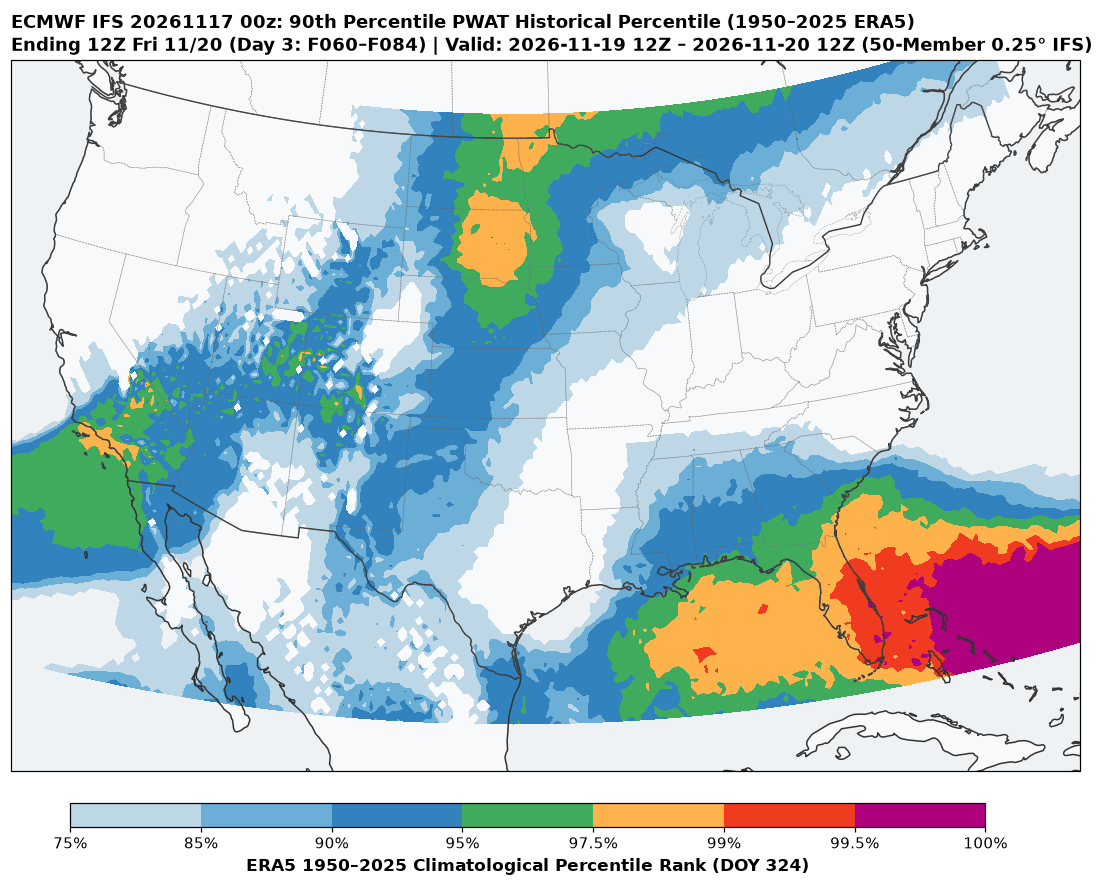 ECMWF IFS 20261117 00z: 90th Percentile PWAT Historical Percentile (1950–2025 ERA5)
Ending 12Z Fri 11/20 (Day 3: F060–F084) | Valid: 2026-11-19 12Z – 2026-11-20 12Z (50-Member 0.25° IFS)
75% 85% 90% 95% 97.5% 99% 99.5% 100%
ERA5 1950–2025 Climatological Percentile Rank (DOY 324)